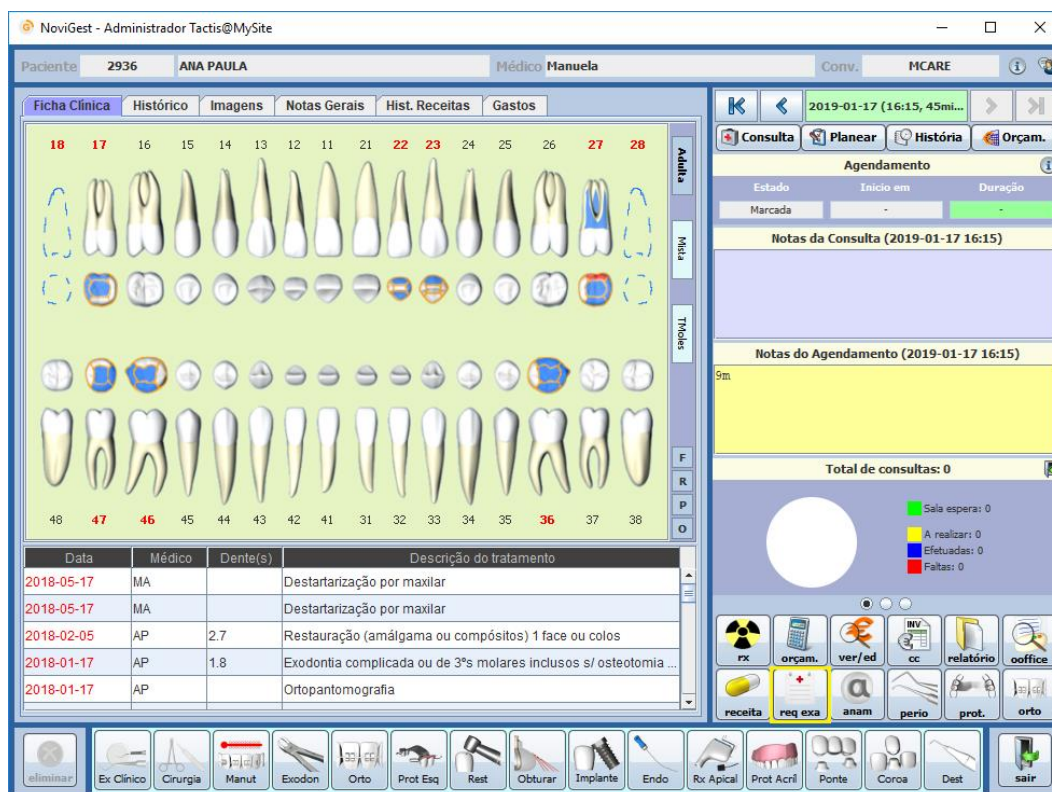 NoviGest - Administrador Tactis@MySite
Paciente 2936 ANA PAULA Médico Manuela Conv. MCARE
Ficha Clínica Histórico Imagens Notas Gerais Hist. Receitas Gastos
18 17 16 15 14 13 12 11 21 22 23 24 25 26 27 28
Adulta
Mista
TMoles
F
R
P
O
48 47 46 45 44 43 42 41 31 32 33 34 35 36 37 38
Data Médico Dente(s) Descrição do tratamento
2018-05-17 MA Destartarização por maxilar
2018-05-17 MA Destartarização por maxilar
2018-02-05 AP 2.7 Restauração (amálgama ou compósitos) 1 face ou colos
2018-01-17 AP 1.8 Exodontia complicada ou de 3ºs molares inclusos s/ osteotomia ...
2018-01-17 AP Ortopantomografia
2019-01-17 (16:15, 45mi...
Consulta Planear História Orçam.
Agendamento
Estado Início em Duração
Marcada - -
Notas da Consulta (2019-01-17 16:15)
Notas do Agendamento (2019-01-17 16:15)
9m
Total de consultas: 0
Sala espera: 0
A realizar: 0
Efetuadas: 0
Faltas: 0
INV
rx orçam. ver/ed cc relatório ooffice
receita req exa anam perio prot. orto
eliminar Ex Clínico Cirurgia Manut Exodon Orto Prot Esq Rest Obturar Implante Endo Rx Apical Prot Acril Ponte Coroa Dest sair